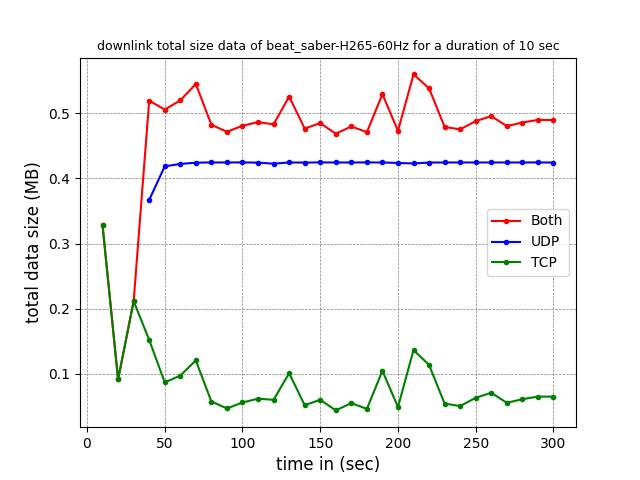 downlink total size data of beat_saber-H265-60Hz for a duration of 10 sec
total data size (MB)
0.5
0.4
0.3
0.2
0.1
Both
UDP
TCP
0 50 100 150 200 250 300
time in (sec)